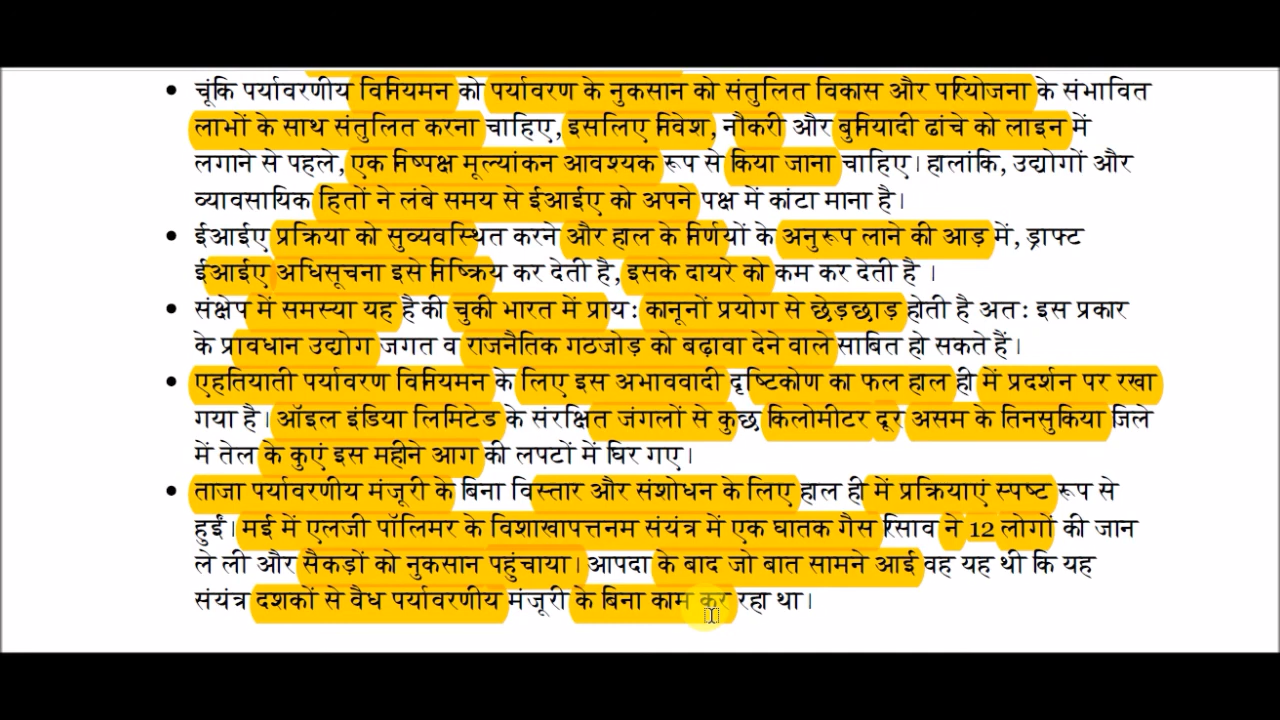 • चूंकि पर्यावरणीय विनियमन को पर्यावरण के नुकसान को संतुलित विकास और परियोजना के संभावित
लाभों के साथ संतुलित करना चाहिए, इसलिए निवेश, नौकरी और बुनियादी ढांचे को लाइन में
लगाने से पहले, एक निष्पक्ष मूल्यांकन आवश्यक रूप से किया जाना चाहिए। हालांकि, उद्योगों और
व्यावसायिक हितों ने लंबे समय से ईआईए को अपने पक्ष में कांटा माना है।
• ईआईए प्रक्रिया को सुव्यवस्थित करने और हाल के निर्णयों के अनुरूप लाने की आड़ में, ड्राफ्ट
ईआईए अधिसूचना इसे निष्क्रिय कर देती है, इसके दायरे को कम कर देती है ।
• संक्षेप में समस्या यह है की चुकी भारत में प्राय: कानूनों प्रयोग से छेड़छाड़ होती है अत: इस प्रकार
के प्रावधान उद्योग जगत व राजनैतिक गठजोड़ को बढ़ावा देने वाले साबित हो सकते हैं।
• एहतियाती पर्यावरण विनियमन के लिए इस अभाववादी दृष्टिकोण का फल हाल ही में प्रदर्शन पर रखा
गया है। ऑइल इंडिया लिमिटेड के संरक्षित जंगलों से कुछ किलोमीटर दूर असम के तिनसुकिया जिले
में तेल के कुएं इस महीने आग की लपटों में घिर गए।
• ताजा पर्यावरणीय मंजूरी के बिना विस्तार और संशोधन के लिए हाल ही में प्रक्रियाएं स्पष्ट रूप से
हुईं। मई में एलजी पॉलिमर के विशाखापत्तनम संयंत्र में एक घातक गैस रिसाव ने 12 लोगों की जान
ले ली और सैकड़ों को नुकसान पहुंचाया। आपदा के बाद जो बात सामने आई वह यह थी कि यह
संयंत्र दशकों से वैध पर्यावरणीय मंजूरी के बिना काम कर रहा था।